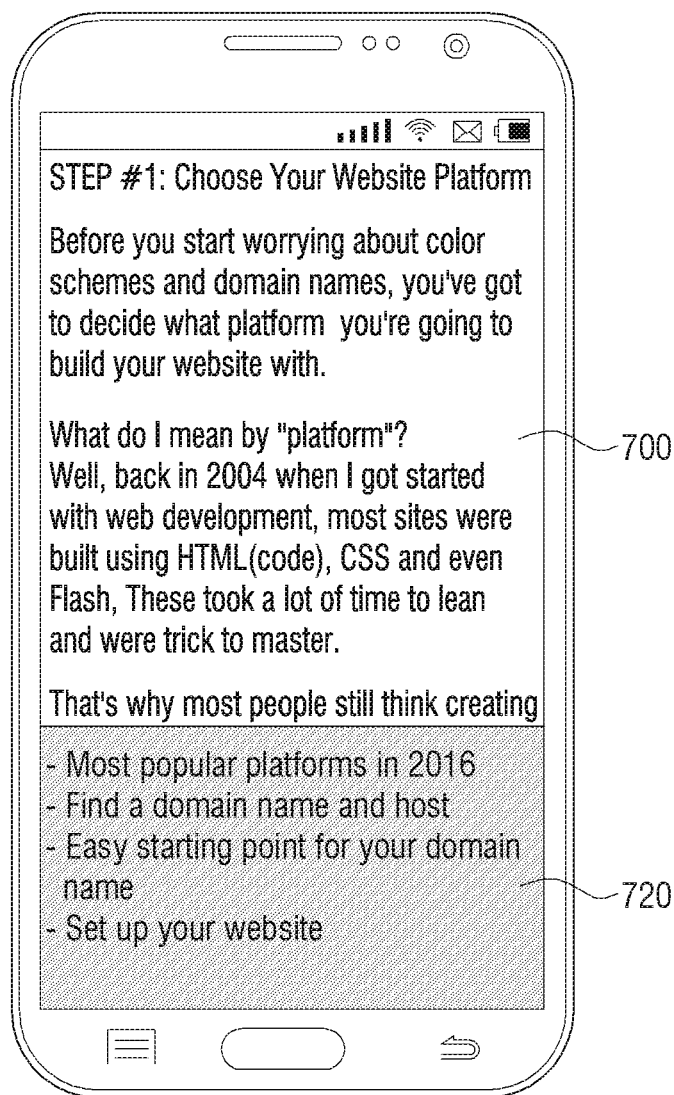 STEP #1: Choose Your Website Platform
Before you start worrying about color
schemes and domain names, you've got
to decide what platform you're going to
build your website with.
What do I mean by "platform"?
700
Well, back in 2004 when I got started
with web development, most sites were
built using HTML(code), CSS and even
Flash, These took a lot of time to lean
and were trick to master.
That's why most people still think creating
- Most popular platforms in 2016
- Find a domain name and host
- Easy starting point for your domain
name
720
- Set up your website